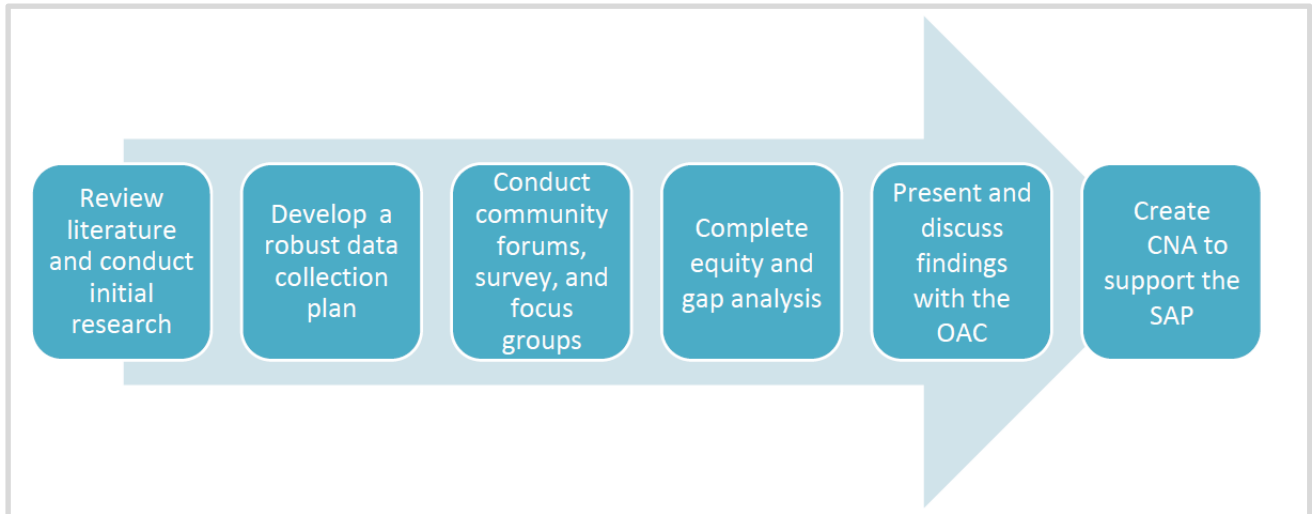 Review
literature
and conduct
initial
research
Develop a
robust data
collection
plan
Conduct
community
forums,
survey, and
focus
groups
Complete
equity and
gap analysis
Present and
discuss
findings
with the
OAC
Create
CNA to
support the
SAP